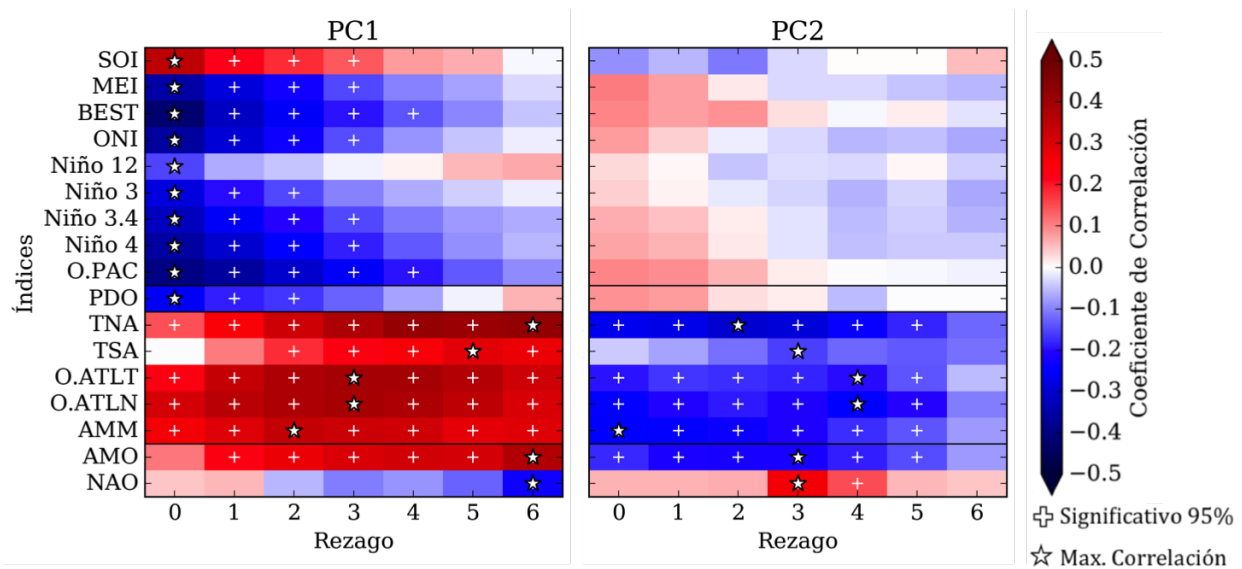 PC1
PC2
Índices
SOI
MEI
BEST
ONI
Niño 12
Niño 3
Niño 3.4
Niño 4
O.PAC
PDO
TNA
TSA
O.ATLT
O.ATLN
AMM
AMO
NAO
0 1 2 3 4 5 6
Rezago
0 1 2 3 4 5 6
Rezago
0.5
0.4
0.3
0.2
0.1
0.0
−0.1
−0.2
−0.3
−0.4
−0.5
Coeficiente de Correlación
Significativo 95%
Max. Correlación